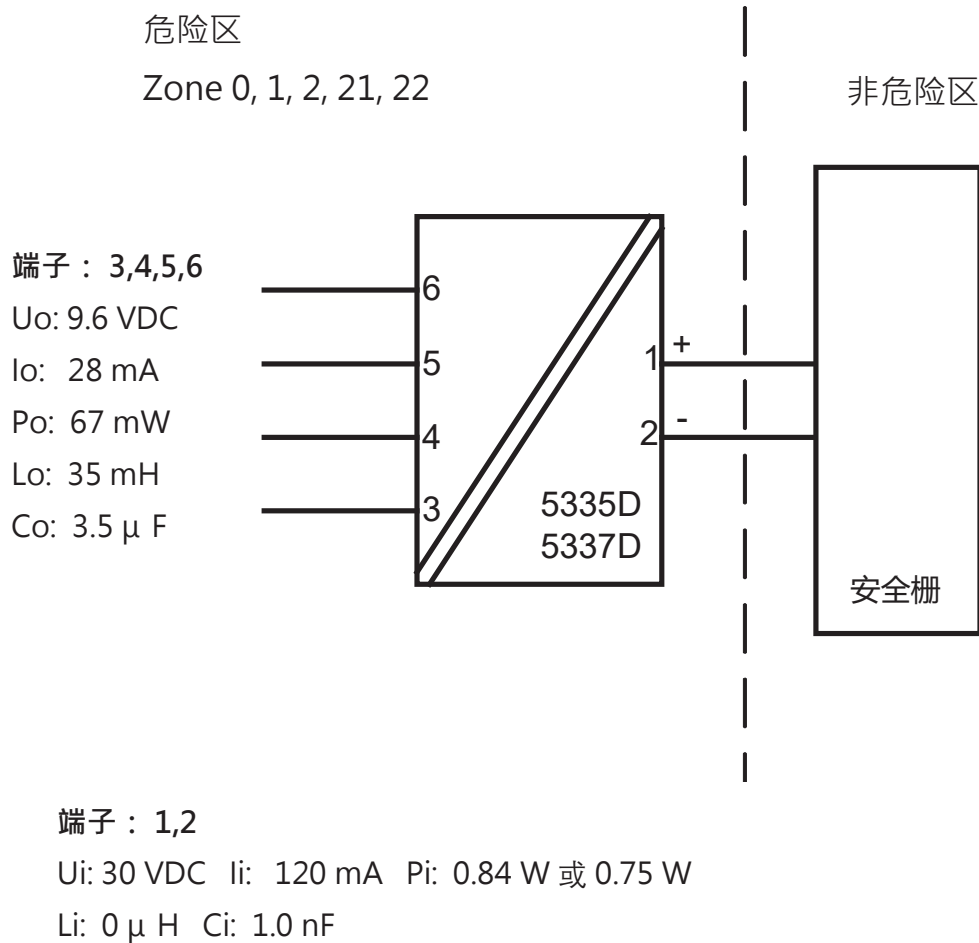 危险区
Zone 0, 1, 2, 21, 22
非危险区
端子： 3,4,5,6
Uo: 9.6 VDC
Io: 28 mA
Po: 67 mW
Lo: 35 mH
Co: 3.5 μ F
6
5
4
3
1 +
2 -
5335D
5337D
安全栅
端子： 1,2
Ui: 30 VDC Ii: 120 mA Pi: 0.84 W 或 0.75 W
Li: 0 μ H Ci: 1.0 nF